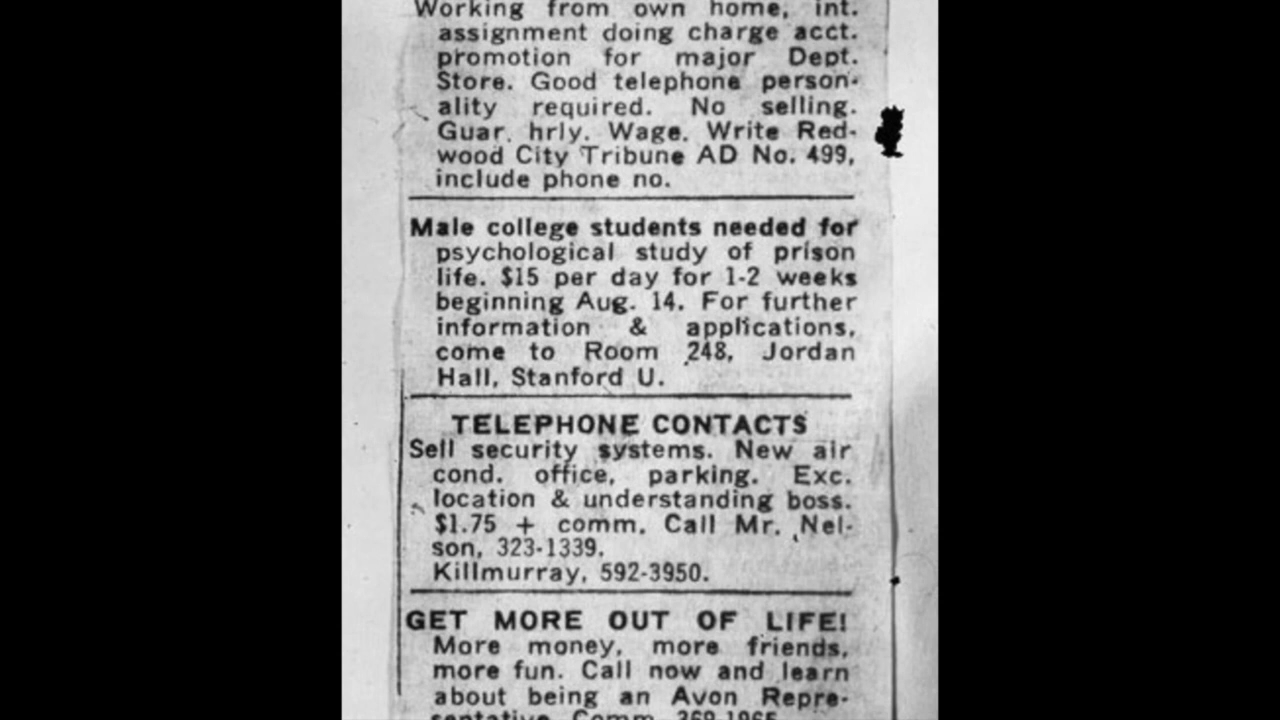 Working from own home, int.
assignment doing charge acct.
promotion for major Dept.
Store. Good telephone person-
ality required. No selling.
Guar. hrly. Wage. Write Red-
wood City Tribune AD No. 499,
include phone no.
Male college students needed for
psychological study of prison
life. $15 per day for 1-2 weeks
beginning Aug. 14. For further
information & applications,
come to Room 248, Jordan
Hall, Stanford U.
TELEPHONE CONTACTS
Sell security systems. New air
cond. office, parking. Exc.
location & understanding boss.
$1.75 + comm. Call Mr. Nel-
son, 323-1339.
Killmurray, 592-3950.
GET MORE OUT OF LIFE!
More money, more friends,
more fun. Call now and learn
about being an Avon Repre-
sentative. Comm. 369-1965